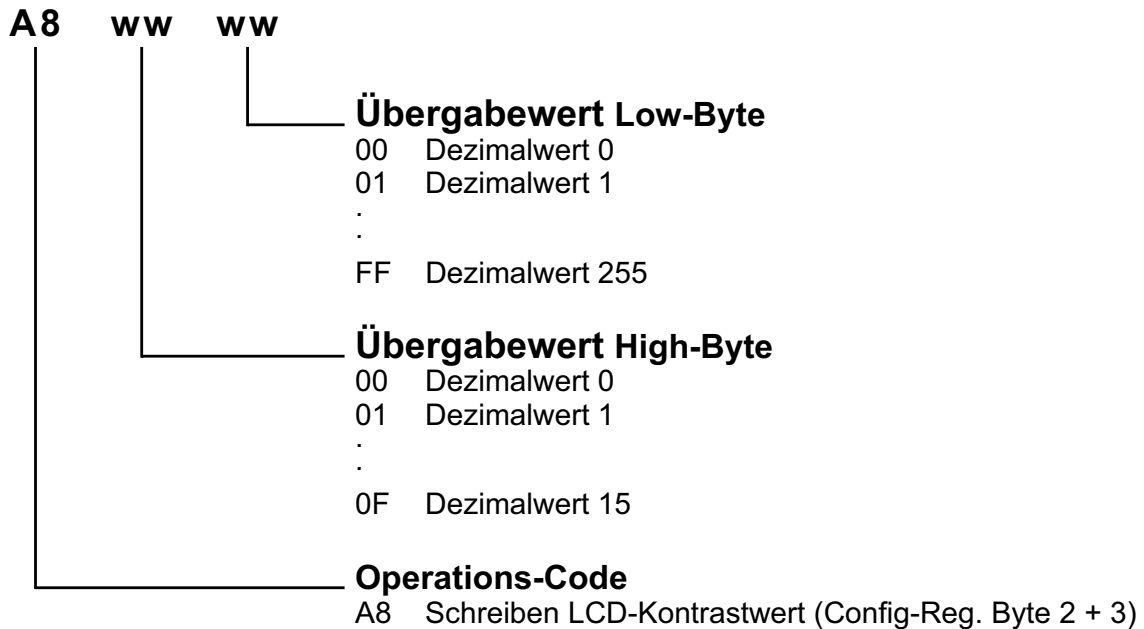 A8 ww ww
Übergabewert Low-Byte
00 Dezimalwert 0
01 Dezimalwert 1
.
.
FF Dezimalwert 255
Übergabewert High-Byte
00 Dezimalwert 0
01 Dezimalwert 1
.
.
0F Dezimalwert 15
Operations-Code
A8 Schreiben LCD-Kontrastwert (Config-Reg. Byte 2 + 3)